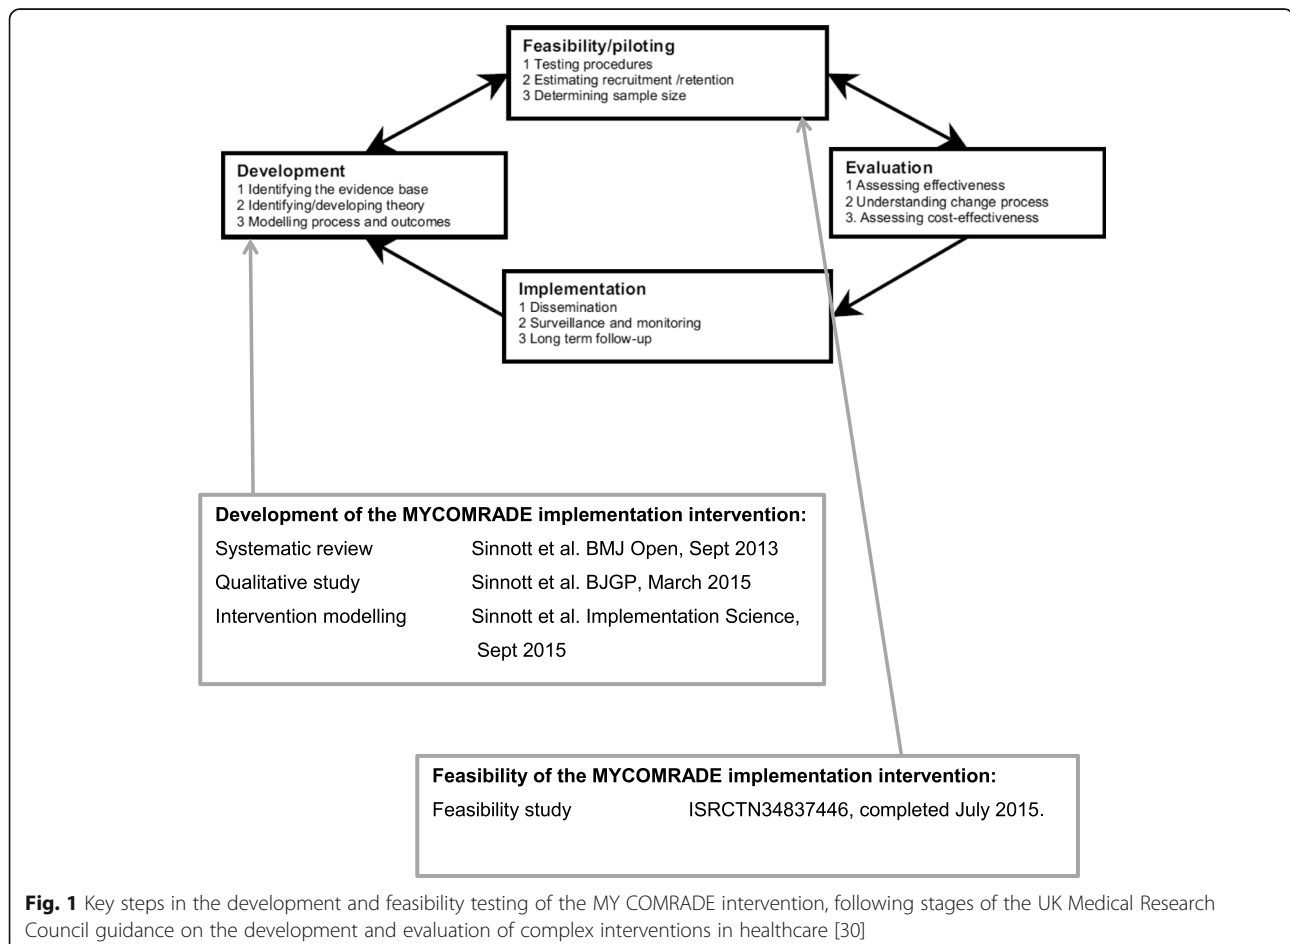 Feasibility/piloting
1 Testing procedures
2 Estimating recruitment /retention
3 Determining sample size
Development
1 Identifying the evidence base
2 Identifying/developing theory
3 Modelling process and outcomes
Evaluation
1 Assessing effectiveness
2 Understanding change process
3. Assessing cost-effectiveness
Implementation
1 Dissemination
2 Surveillance and monitoring
3 Long term follow-up
Development of the MYCOMRADE implementation intervention:
Systematic review Sinnott et al. BMJ Open, Sept 2013
Qualitative study Sinnott et al. BJGP, March 2015
Intervention modelling Sinnott et al. Implementation Science,
Sept 2015
Feasibility of the MYCOMRADE implementation intervention:
Feasibility study ISRCTN34837446, completed July 2015.
Fig. 1 Key steps in the development and feasibility testing of the MY COMRADE intervention, following stages of the UK Medical Research
Council guidance on the development and evaluation of complex interventions in healthcare [30]